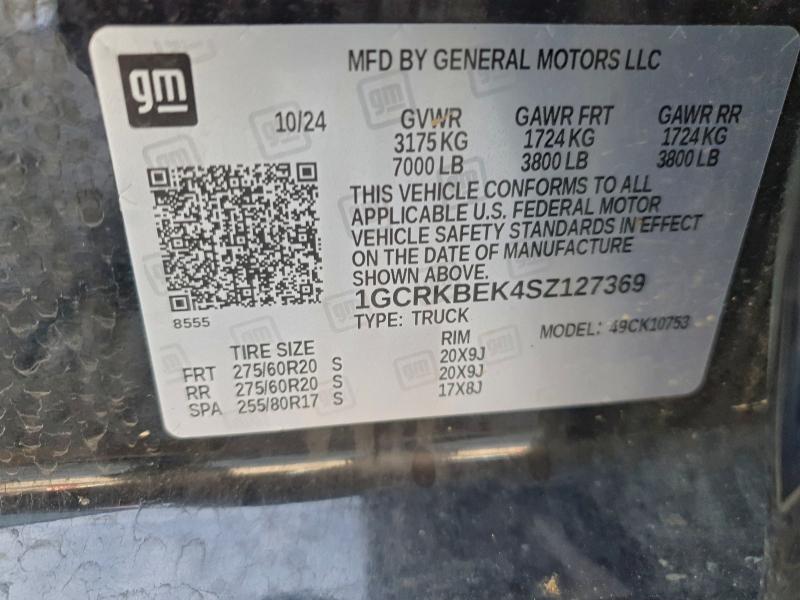 gm
MFD BY GENERAL MOTORS LLC
10/24
GVWR GAWR FRT GAWR RR
3175 KG 1724 KG 1724 KG
7000 LB 3800 LB 3800 LB
THIS VEHICLE CONFORMS TO ALL
APPLICABLE U.S. FEDERAL MOTOR
VEHICLE SAFETY STANDARDS IN EFFECT
ON THE DATE OF MANUFACTURE
SHOWN ABOVE.
1GCRKBEK4SZ127369
8555
TYPE: TRUCK MODEL: 49CK10753
TIRE SIZE RIM
FRT 275/60R20 S 20X9J
RR 275/60R20 S 20X9J
SPA 255/80R17 S 17X8J